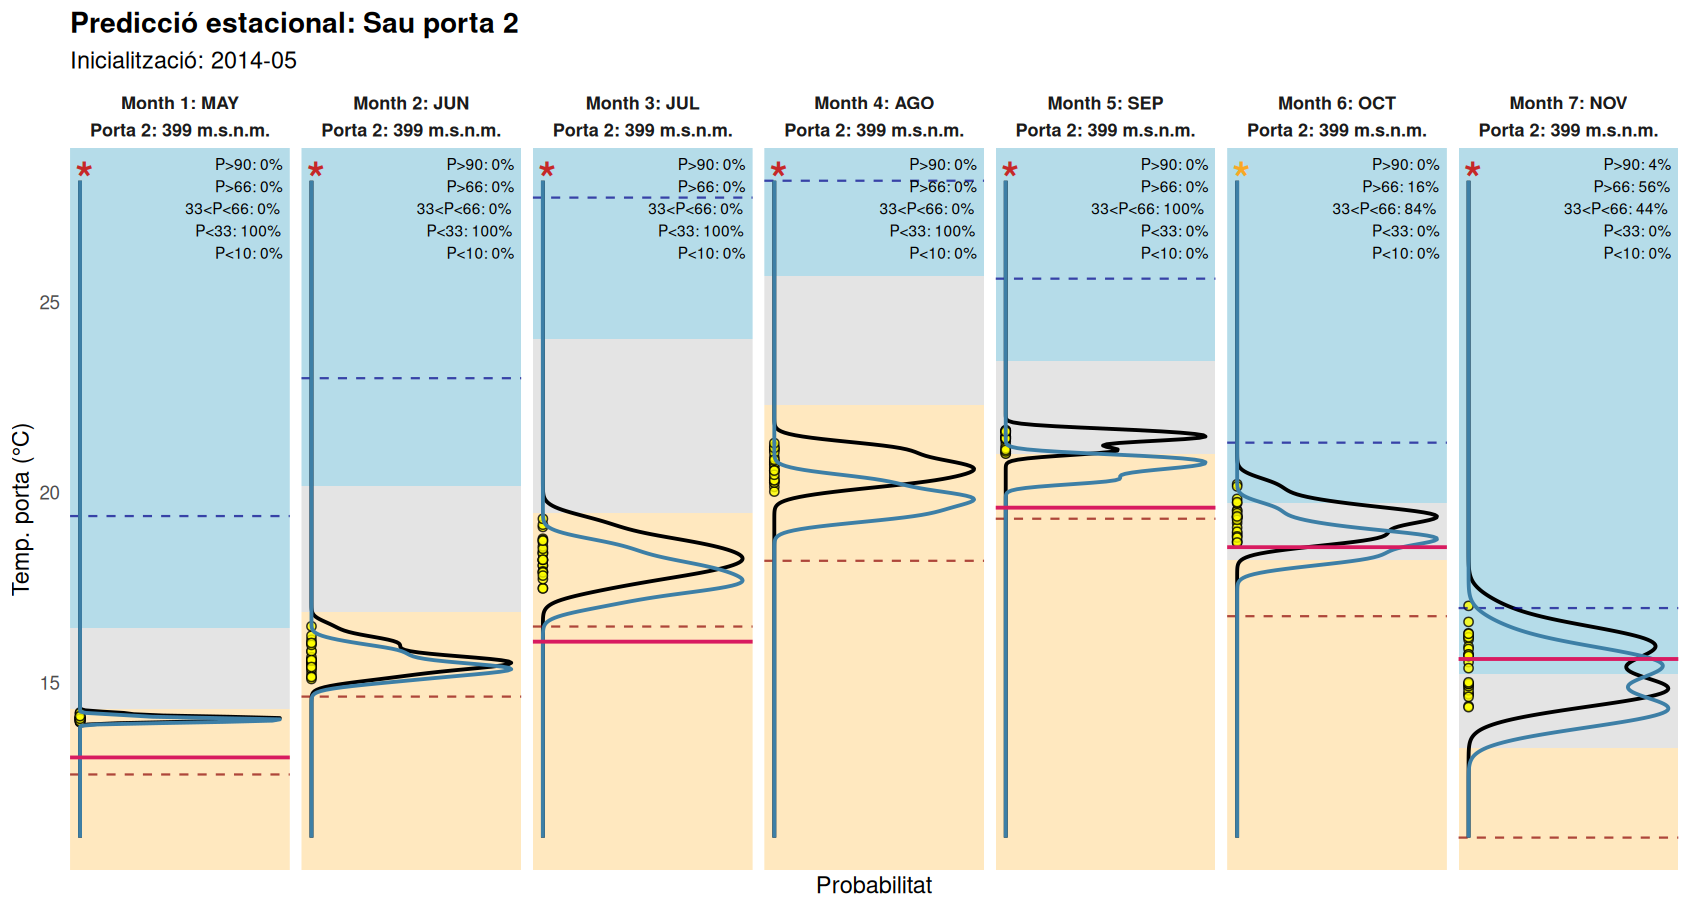 Predicció estacional: Sau porta 2
Inicialització: 2014-05
Month 1: MAY
Porta 2: 399 m.s.n.m.
Month 2: JUN
Porta 2: 399 m.s.n.m.
Month 3: JUL
Porta 2: 399 m.s.n.m.
Month 4: AGO
Porta 2: 399 m.s.n.m.
Month 5: SEP
Porta 2: 399 m.s.n.m.
Month 6: OCT
Porta 2: 399 m.s.n.m.
Month 7: NOV
Porta 2: 399 m.s.n.m.
*
P>90: 0%
P>66: 0%
33<P<66: 0%
P<33: 100%
P<10: 0%
*
P>90: 0%
P>66: 0%
33<P<66: 0%
P<33: 100%
P<10: 0%
*
P>90: 0%
P>66: 0%
33<P<66: 0%
P<33: 100%
P<10: 0%
*
P>90: 0%
P>66: 0%
33<P<66: 0%
P<33: 100%
P<10: 0%
*
P>90: 0%
P>66: 0%
33<P<66: 100%
P<33: 0%
P<10: 0%
*
P>90: 0%
P>66: 16%
33<P<66: 84%
P<33: 0%
P<10: 0%
*
P>90: 4%
P>66: 56%
33<P<66: 44%
P<33: 0%
P<10: 0%
Temp. porta (°C)
25
20
15
Probabilitat